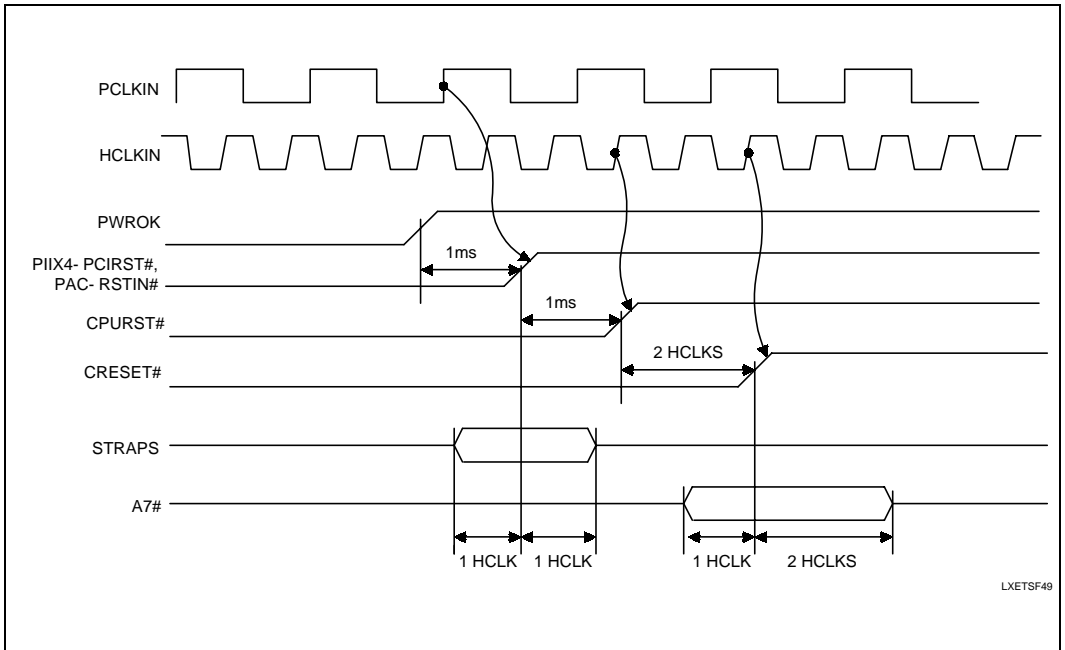 PCLKIN
HCLKIN
PWROK
1ms
PIIX4- PCIRST#,
PAC- RSTIN#
1ms
CPURST#
2 HCLKS
CRESET#
STRAPS
A7#
1 HCLK 1 HCLK 1 HCLK 2 HCLKS
LXETSF49